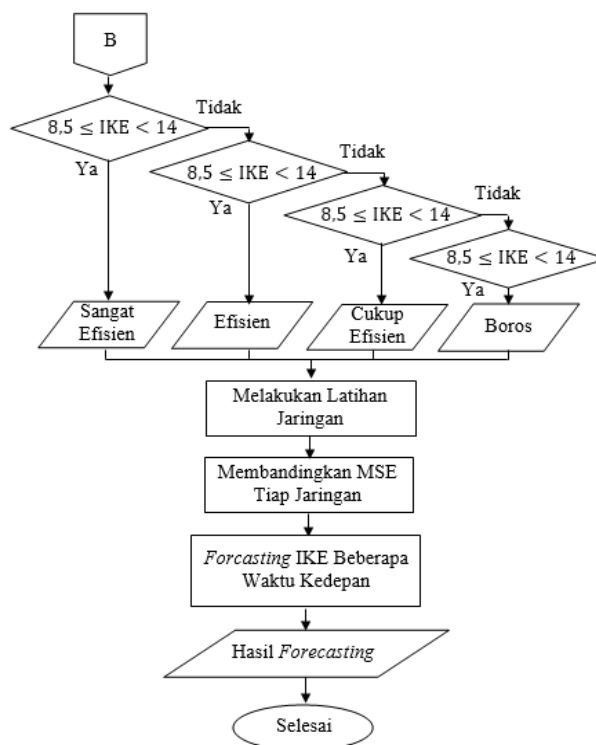 B
8,5 ≤ IKE < 14
Tidak
Ya
8,5 ≤ IKE < 14
Tidak
Ya
8,5 ≤ IKE < 14
Tidak
Ya
8,5 ≤ IKE < 14
Ya
Sangat
Efisien
Efisien
Cukup
Efisien
Boros
Melakukan Latihan
Jaringan
Membandingkan MSE
Tiap Jaringan
Forcasting IKE Beberapa
Waktu Kedepan
Hasil Forecasting
Selesai